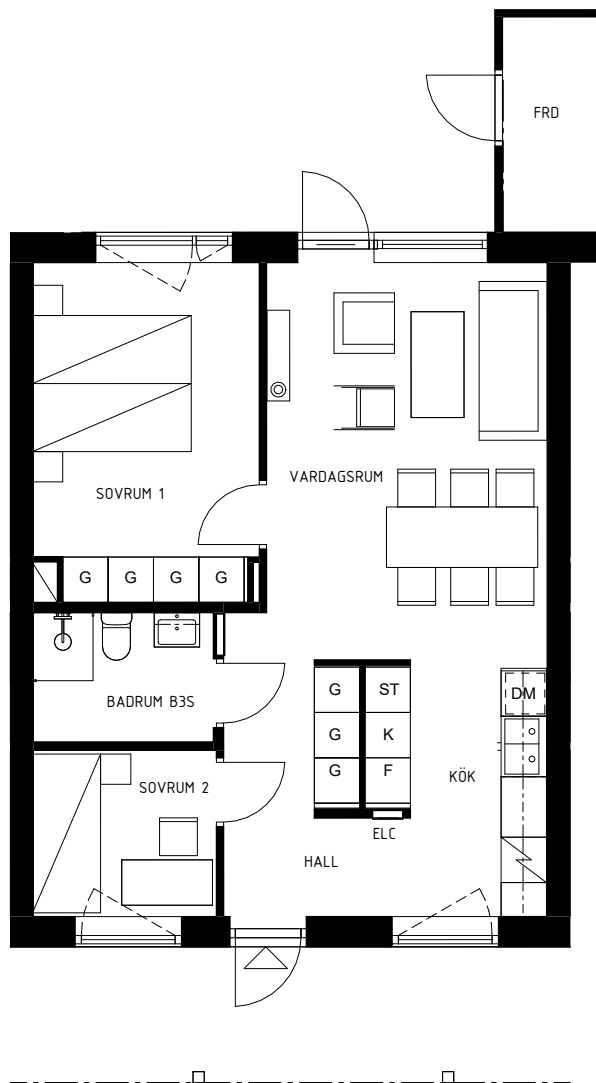 FRD
VARDAGSRUM
SOVRUM 1
G G G G
BADRUM B3S
G ST
DM
G K
G F
KÖK
SOVRUM 2
ELC
HALL